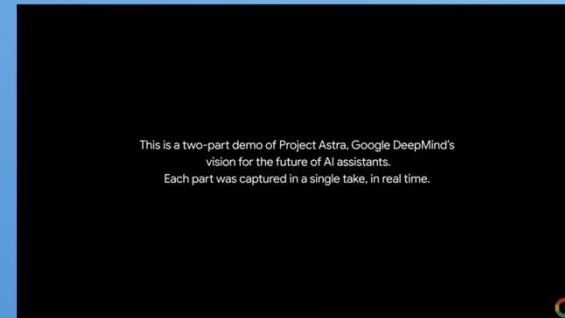 This is a two-part demo of Project Astra, Google DeepMind's
vision for the future of AI assistants.
Each part was captured in a single take, in real time.